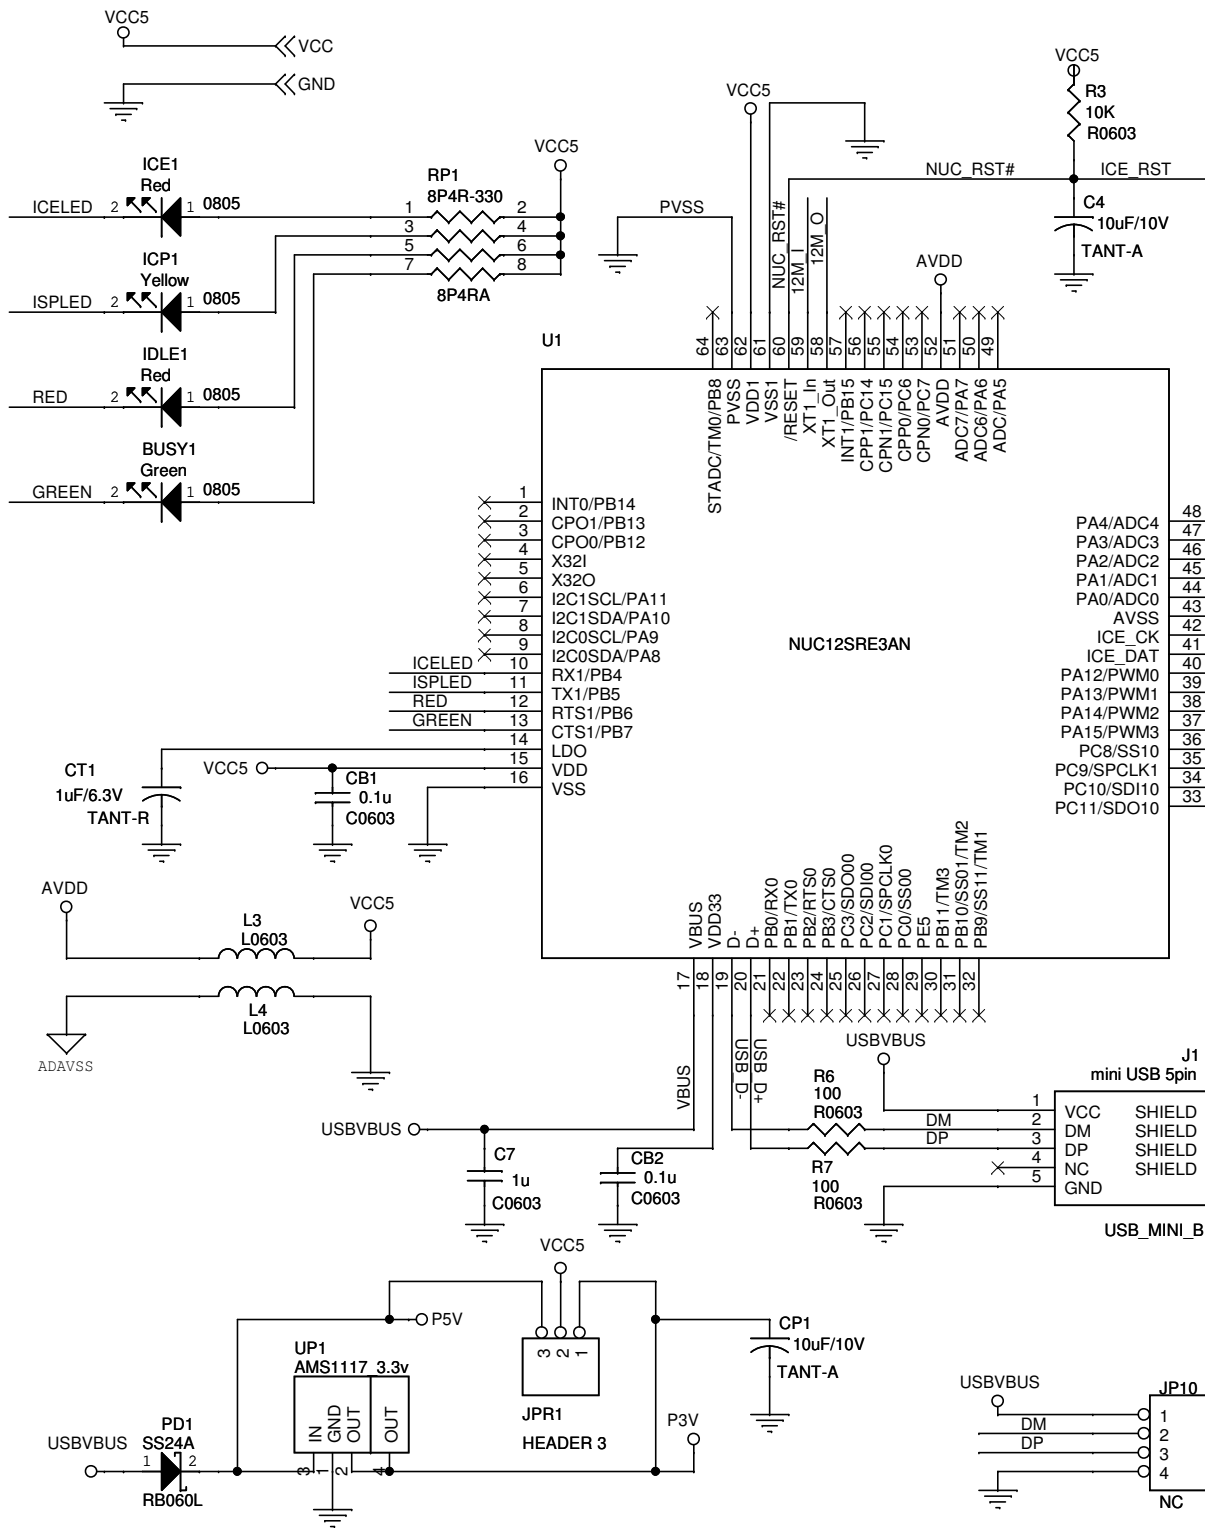 VCC5
VCC
GND
VCC5
R3
10K
R0603
NUC_RST#
ICE_RST
C4
10uF/10V
TANT-A
VCC5
ICE1
Red
ICELED
2
1
0805
ICP1
Yellow
ISPLED
2
1
0805
IDLE1
Red
RED
2
1
0805
BUSY1
Green
GREEN
2
1
0805
RP1
8P4R-330
1
2
3
4
5
6
7
8
8P4RA
VCC5
PVSS
NUC_RST#
12M_I
12M_O
AVDD
U1
64
63
62
61
60
59
58
57
56
55
54
53
52
51
50
49
STADC/TM0/PB8
PVSS
VDD1
VSS1
/RESET
XT1_In
XT1_Out
INT1/PB15
CPP1/PC14
CPN1/PC15
CPP0/PC6
CPN0/PC7
AVDD
ADC7/PA7
ADC6/PA6
ADC/PA5
1 INT0/PB14
2 CPO1/PB13
3 CPO0/PB12
4 X32I
5 X32O
6 I2C1SCL/PA11
7 I2C1SDA/PA10
8 I2C0SCL/PA9
9 I2C0SDA/PA8
ICELED 10 RX1/PB4
ISPLED 11 TX1/PB5
RED 12 RTS1/PB6
GREEN 13 CTS1/PB7
14 LDO
15 VDD
16 VSS
NUC12SRE3AN
PA4/ADC4 48
PA3/ADC3 47
PA2/ADC2 46
PA1/ADC1 45
PA0/ADC0 44
AVSS 43
ICE_CK 42
ICE_DAT 41
PA12/PWM0 40
PA13/PWM1 39
PA14/PWM2 38
PA15/PWM3 37
PC8/SS10 36
PC9/SPCLK1 35
PC10/SDI10 34
PC11/SDO10 33
CT1
1uF/6.3V
TANT-R
VCC5
CB1
0.1u
C0603
VBUS
VDD33
D-
D+
PB0/RX0
PB1/TX0
PB2/RTS0
PB3/CTS0
PC3/SDO00
PC2/SDI00
PC1/SPCLK0
PC0/SS00
PE5
PB11/TM3
PB10/SS01/TM2
PB9/SS11/TM1
17
18
19
20
21
22
23
24
25
26
27
28
29
30
31
32
AVDD
VCC5
L3
L0603
L4
L0603
ADAVSS
VBUS
USB_D-
USB_D+
USBVBUS
C7
1u
C0603
CB2
0.1u
C0603
USBVBUS
R6
100
R0603
R7
100
R0603
DM
DP
J1
mini USB 5pin
1 VCC SHIELD
2 DM SHIELD
3 DP SHIELD
4 NC SHIELD
5 GND
USB_MINI_B
VCC5
P5V
UP1
AMS1117_3.3v
IN
GND
OUT
OUT
3
1
2
4
3
2
1
JPR1
HEADER 3
CP1
10uF/10V
TANT-A
P3V
USBVBUS
PD1
SS24A
1
2
RB060L
USBVBUS
DM
DP
JP10
1
2
3
4
NC